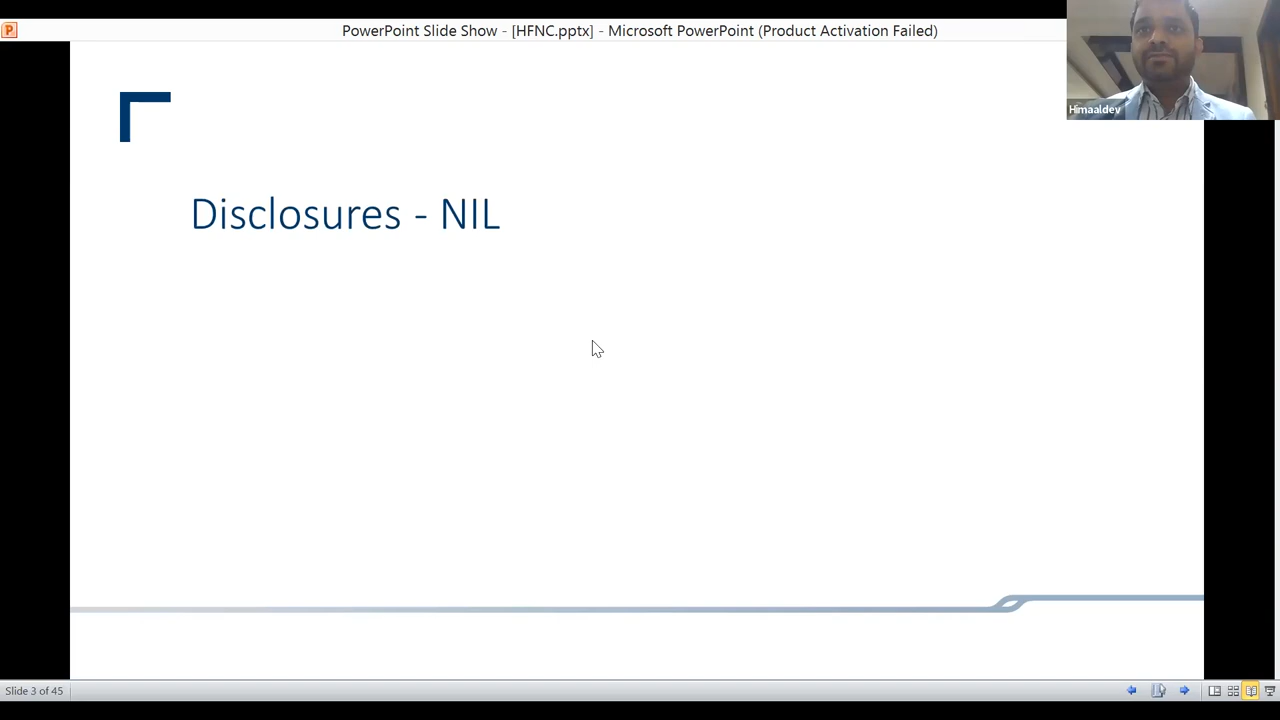 PowerPoint Slide Show - [HFNC.pptx] - Microsoft PowerPoint (Product Activation Failed)
Himaaldev
Disclosures - NIL
Slide 3 of 45